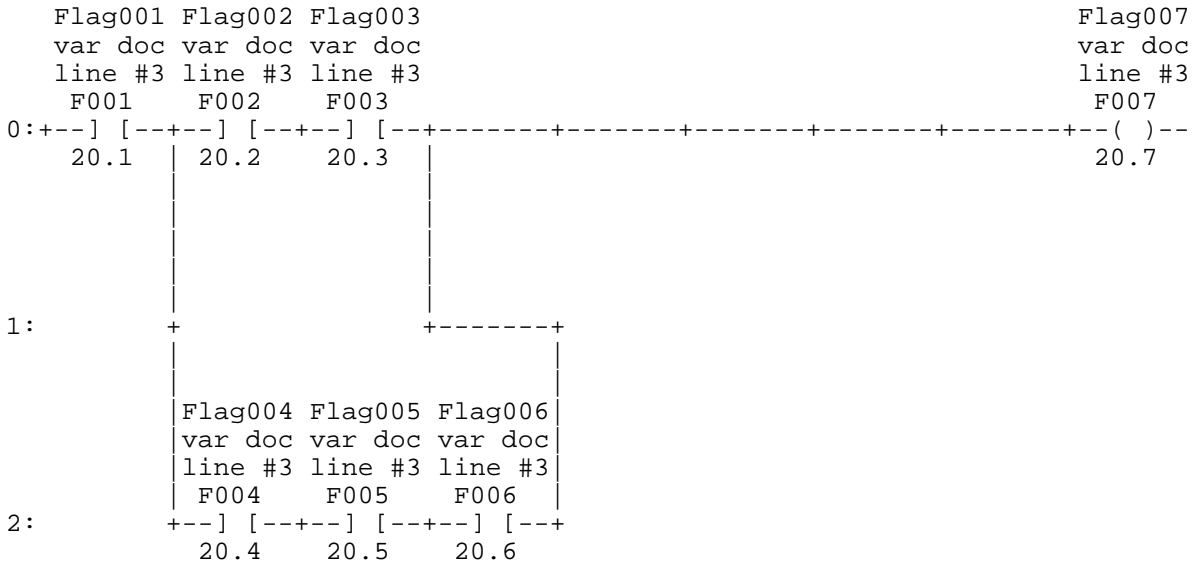 Flag001 Flag002 Flag003 Flag007
var doc var doc var doc var doc
line #3 line #3 line #3 line #3
F001 F002 F003 F007
0:+--] [--+--] [--+--] [--+-------+-------+-------+-------+-------+--( )--
20.1 | 20.2 20.3 | 20.7
1: + +-------+
|Flag004 Flag005 Flag006|
|var doc var doc var doc|
|line #3 line #3 line #3|
| F004 F005 F006 |
2: +--] [--+--] [--+--] [--+
20.4 20.5 20.6